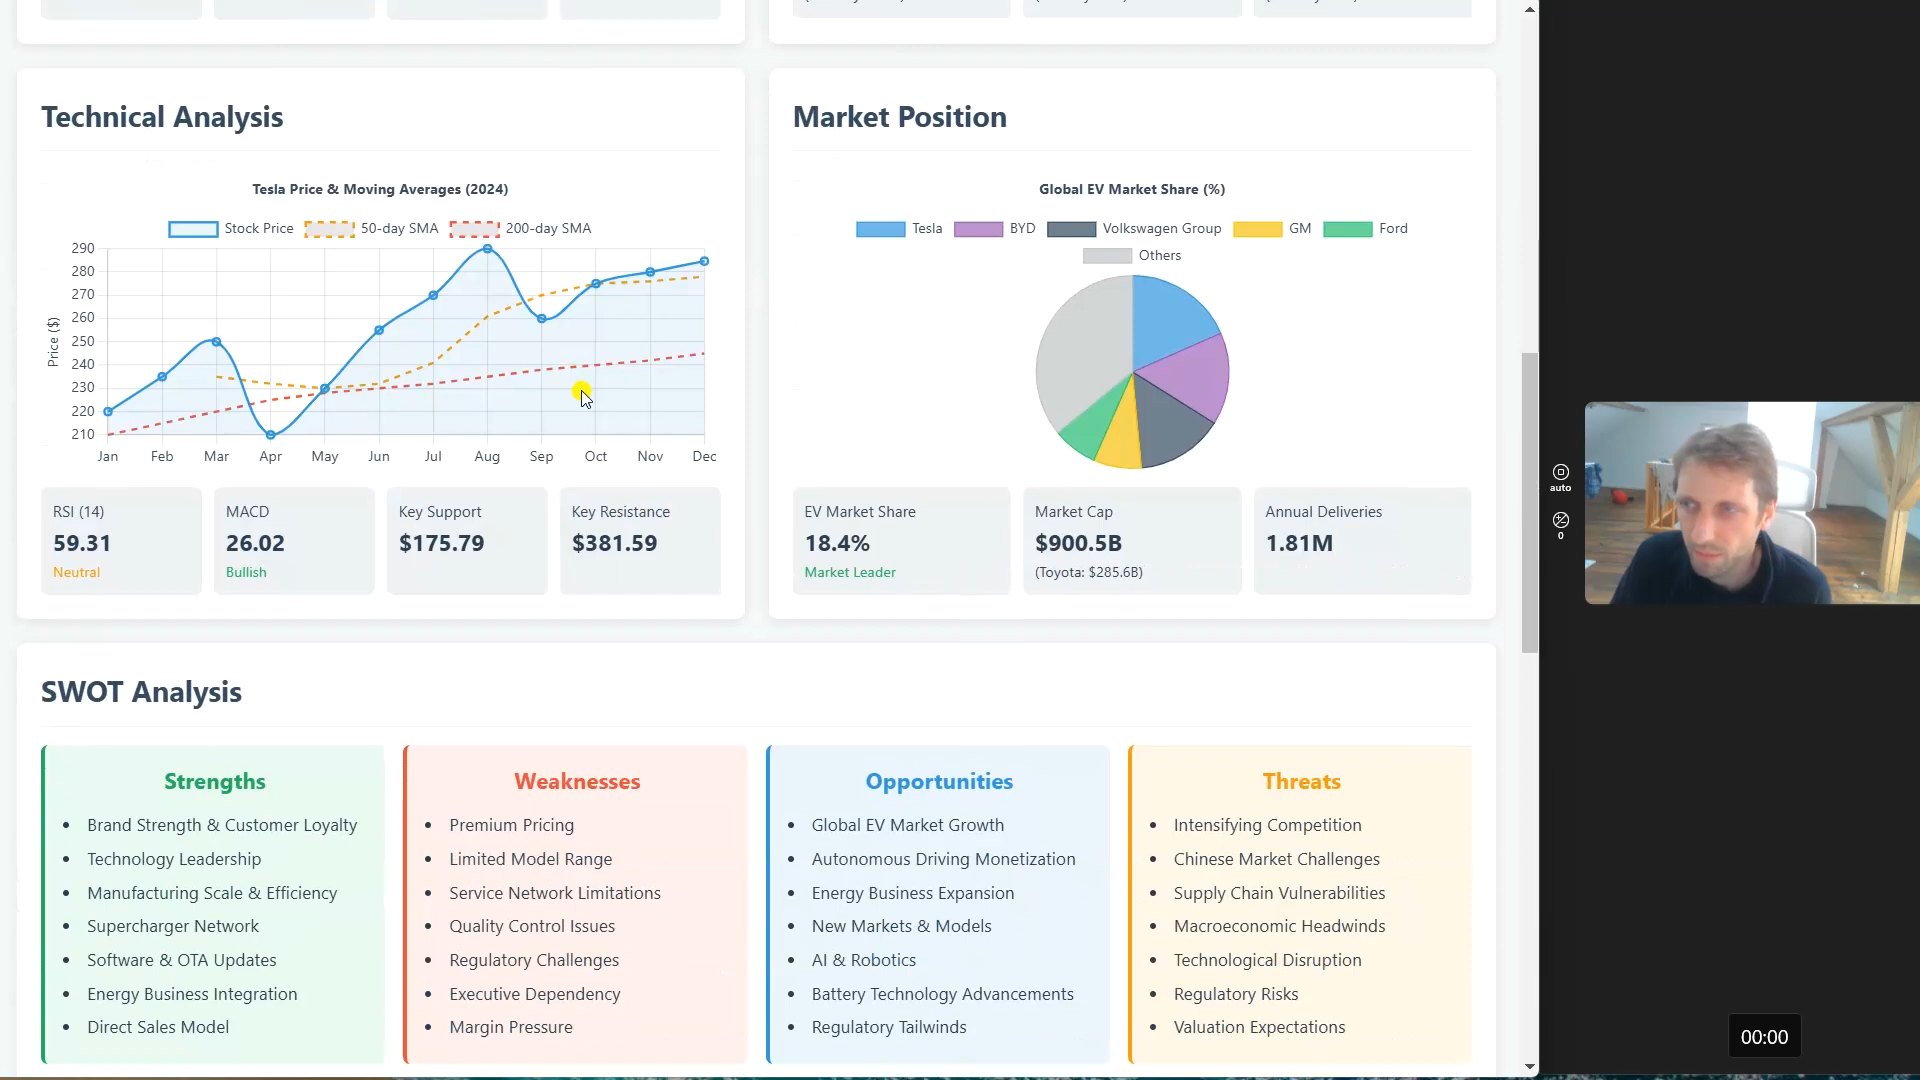 Technical Analysis
Tesla Price & Moving Averages (2024)
Stock Price
50-day SMA
200-day SMA
Price ($)
290
280
270
260
250
240
230
220
210
Jan
Feb
Mar
Apr
May
Jun
Jul
Aug
Sep
Oct
Nov
Dec
RSI (14)
59.31
Neutral
MACD
26.02
Bullish
Key Support
$175.79
Key Resistance
$381.59
Market Position
Global EV Market Share (%)
Tesla
BYD
Volkswagen Group
GM
Ford
Others
EV Market Share
18.4%
Market Leader
Market Cap
$900.5B
(Toyota: $285.6B)
Annual Deliveries
1.81M
SWOT Analysis
Strengths
Brand Strength & Customer Loyalty
Technology Leadership
Manufacturing Scale & Efficiency
Supercharger Network
Software & OTA Updates
Energy Business Integration
Direct Sales Model
Weaknesses
Premium Pricing
Limited Model Range
Service Network Limitations
Quality Control Issues
Regulatory Challenges
Executive Dependency
Margin Pressure
Opportunities
Global EV Market Growth
Autonomous Driving Monetization
Energy Business Expansion
New Markets & Models
AI & Robotics
Battery Technology Advancements
Regulatory Tailwinds
Threats
Intensifying Competition
Chinese Market Challenges
Supply Chain Vulnerabilities
Macroeconomic Headwinds
Technological Disruption
Regulatory Risks
Valuation Expectations
auto
0
00:00